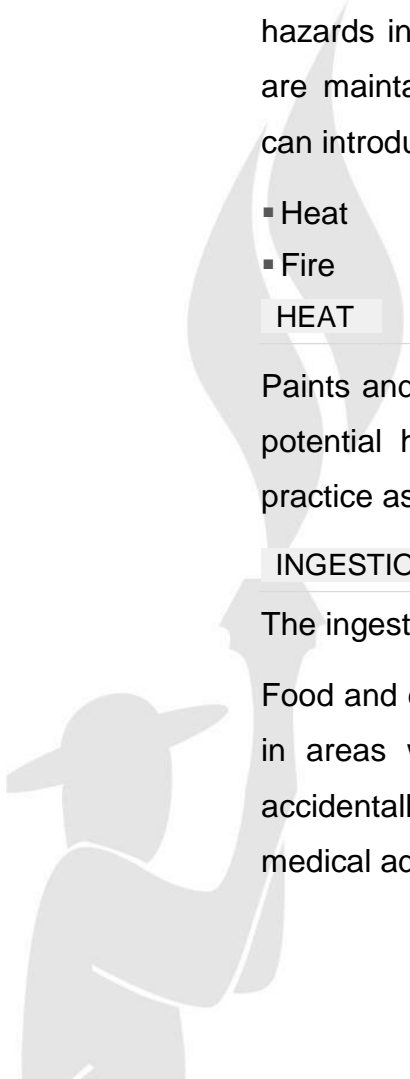 hazards in
are mainta
can introdu
▪ Heat
▪ Fire
HEAT
Paints and
potential h
practice as
INGESTIO
The ingest
Food and
in areas w
accidentall
medical ad